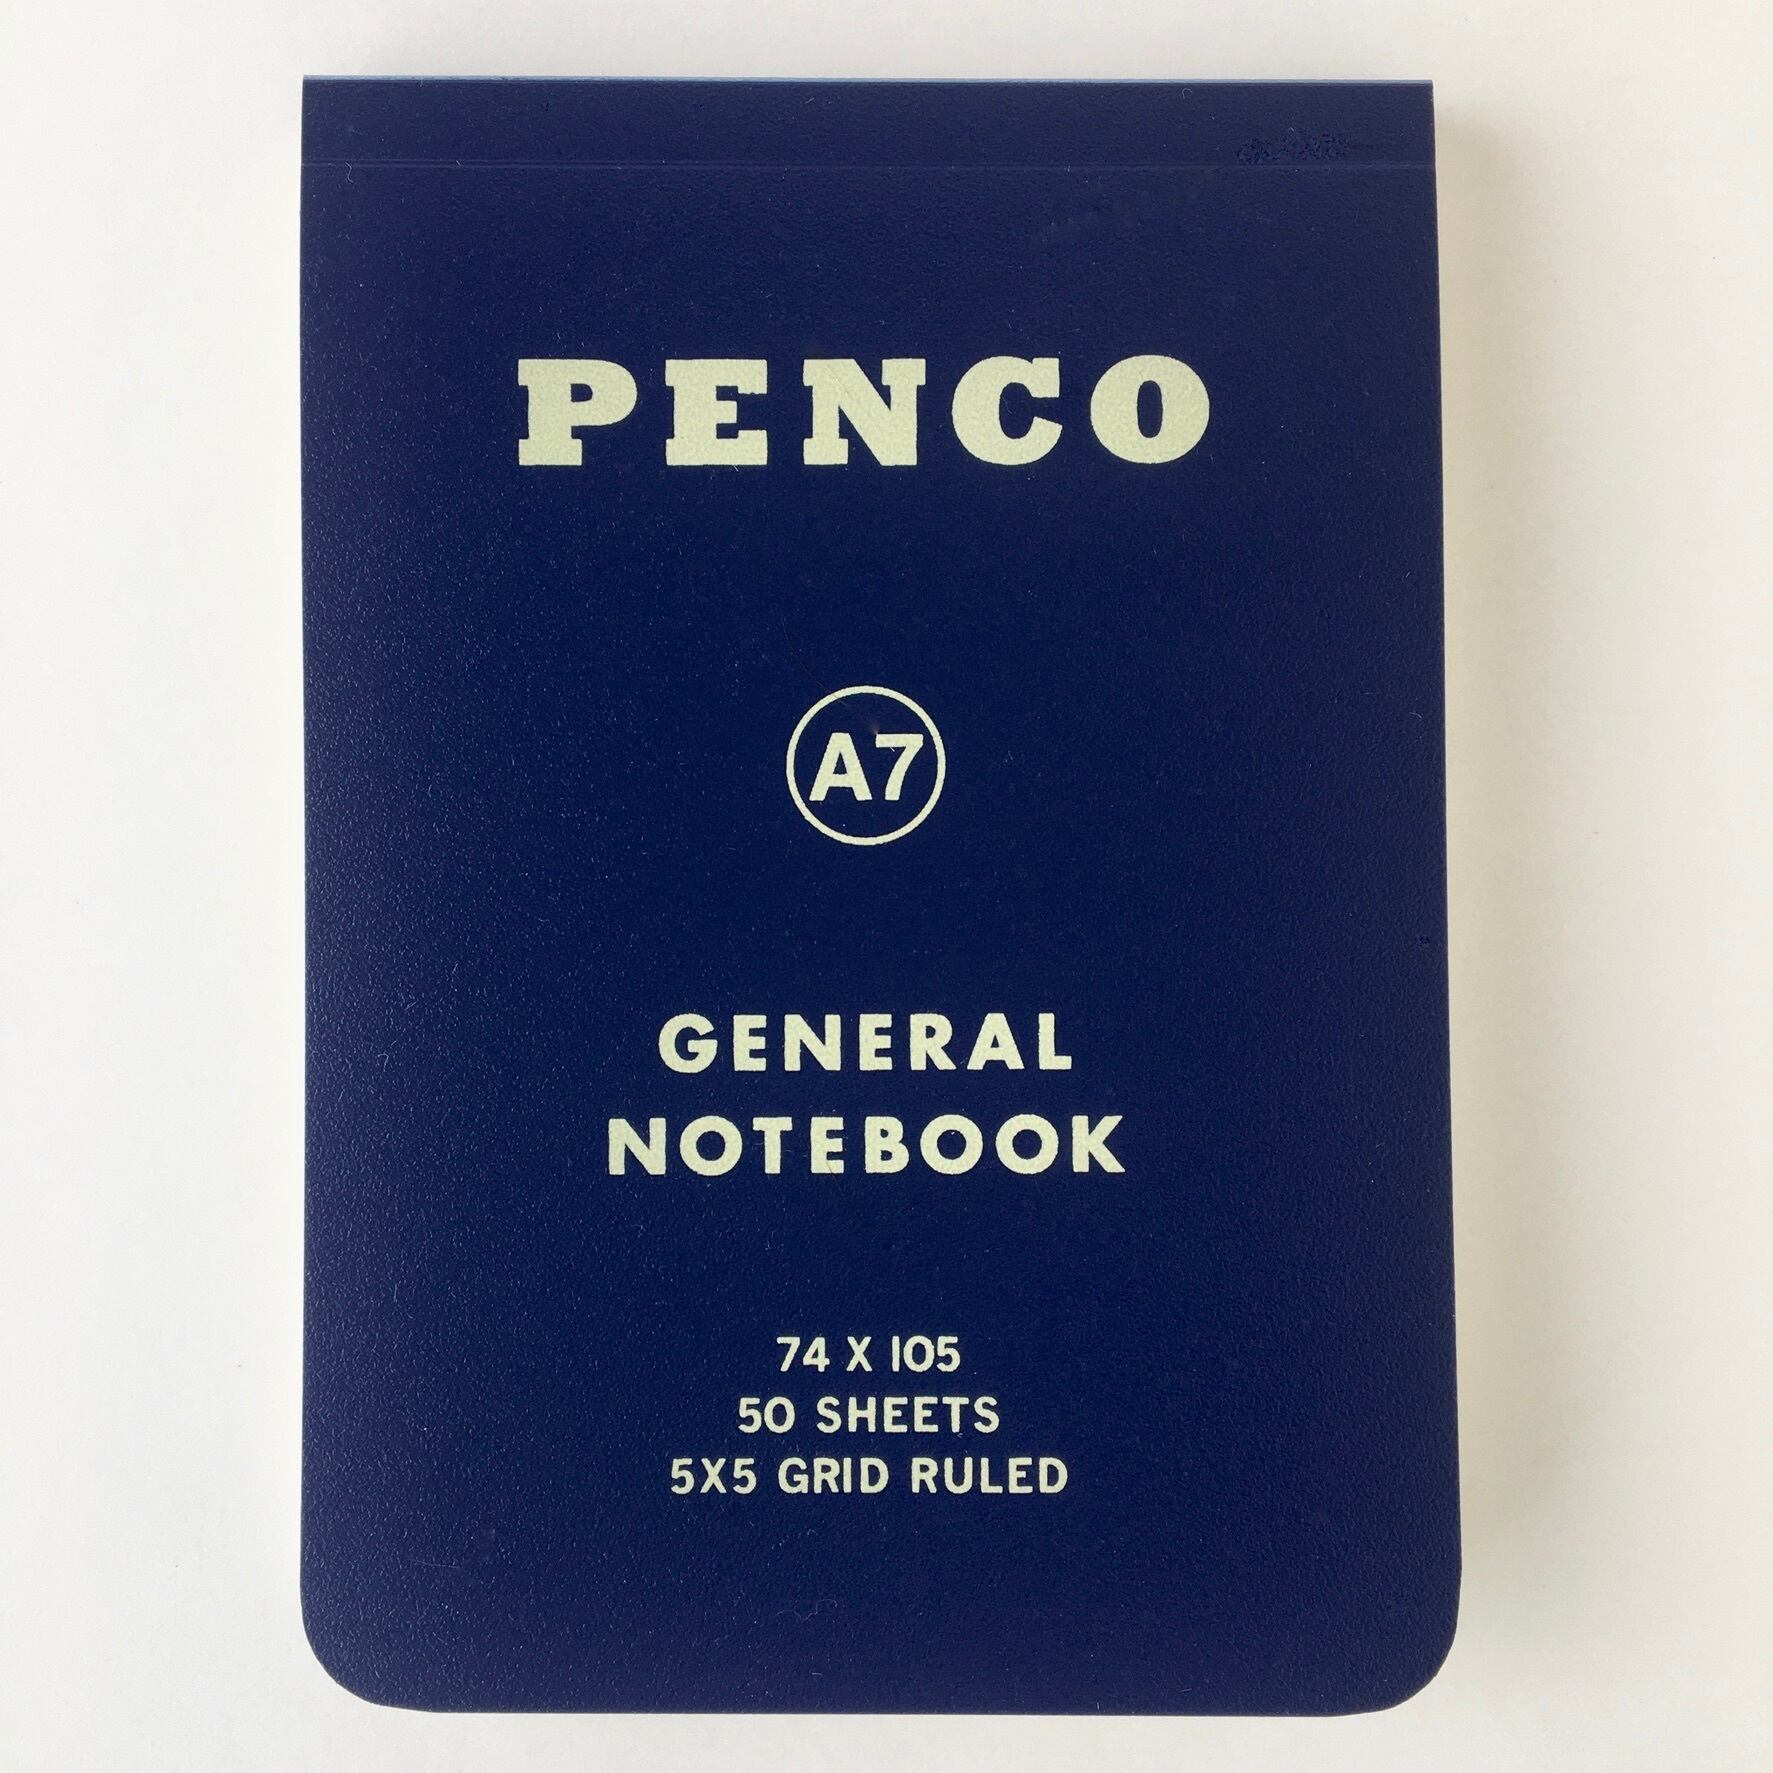 PENCO
A7
GENERAL
NOTEBOOK
74 X 105
50 SHEETS
5X5 GRID RULED